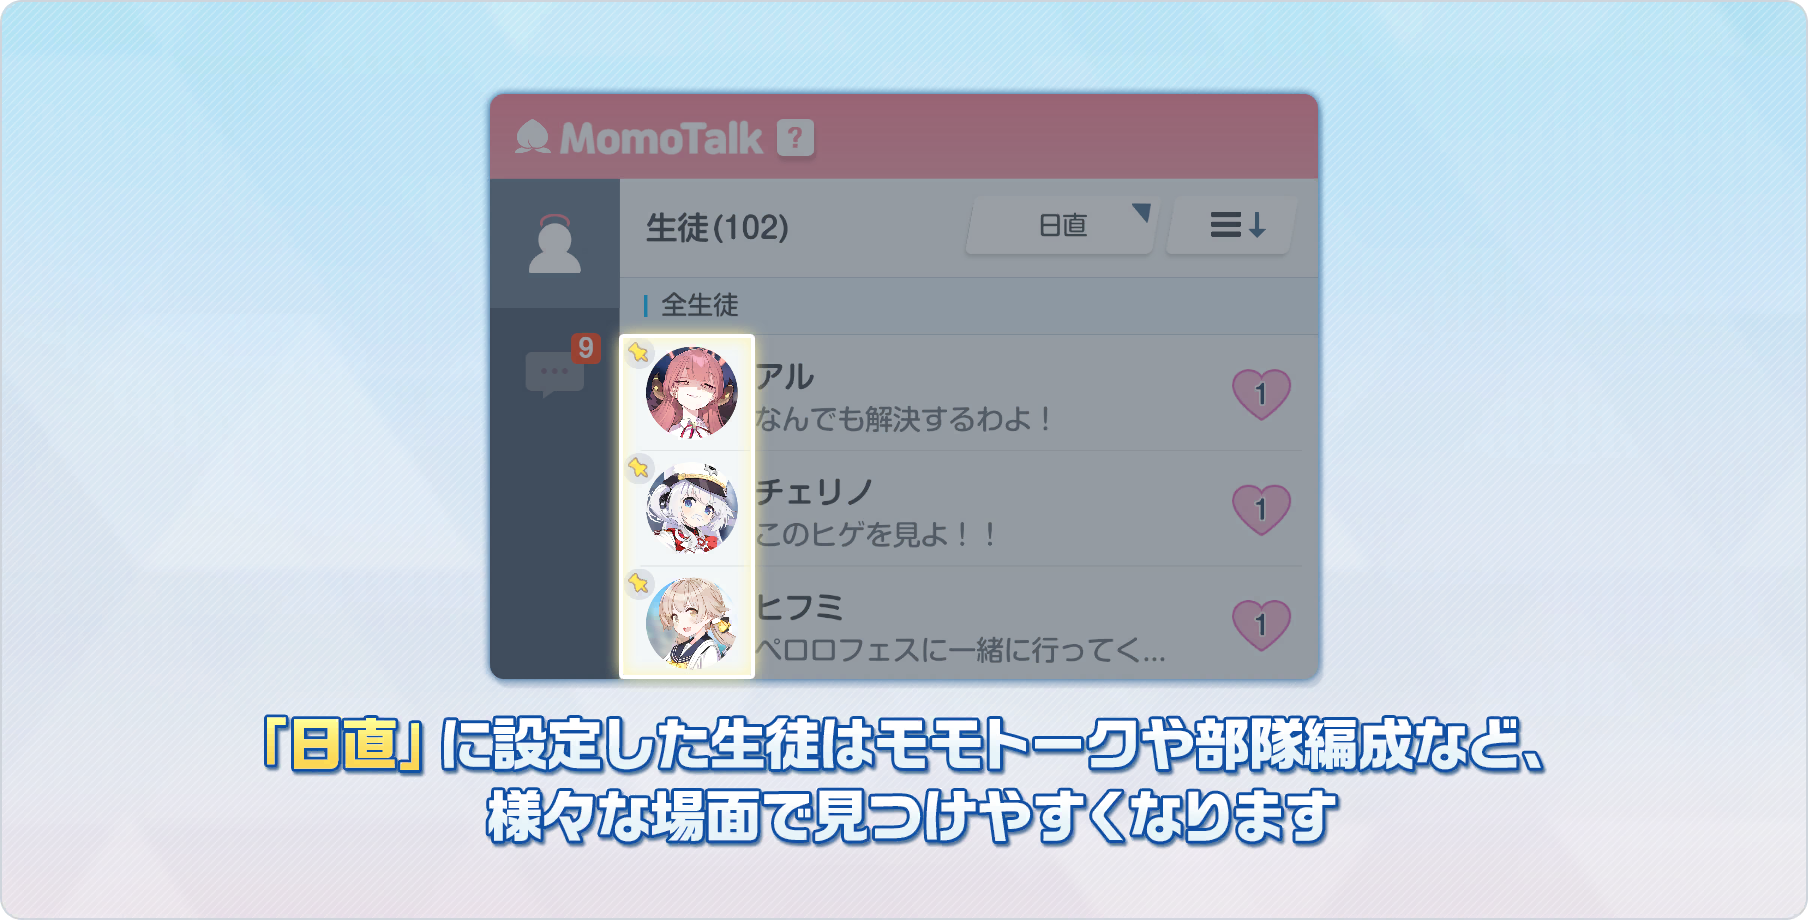 MomoTalk ?
生徒(102)
日直
全生徒
9
アル
なんでも解決するわよ！
1
チェリノ
このヒゲを見よ！！
1
ヒフミ
ペロロフェスに一緒に行ってく...
1
「日直」に設定した生徒はモモトークや部隊編成など、
様々な場面で見つけやすくなります